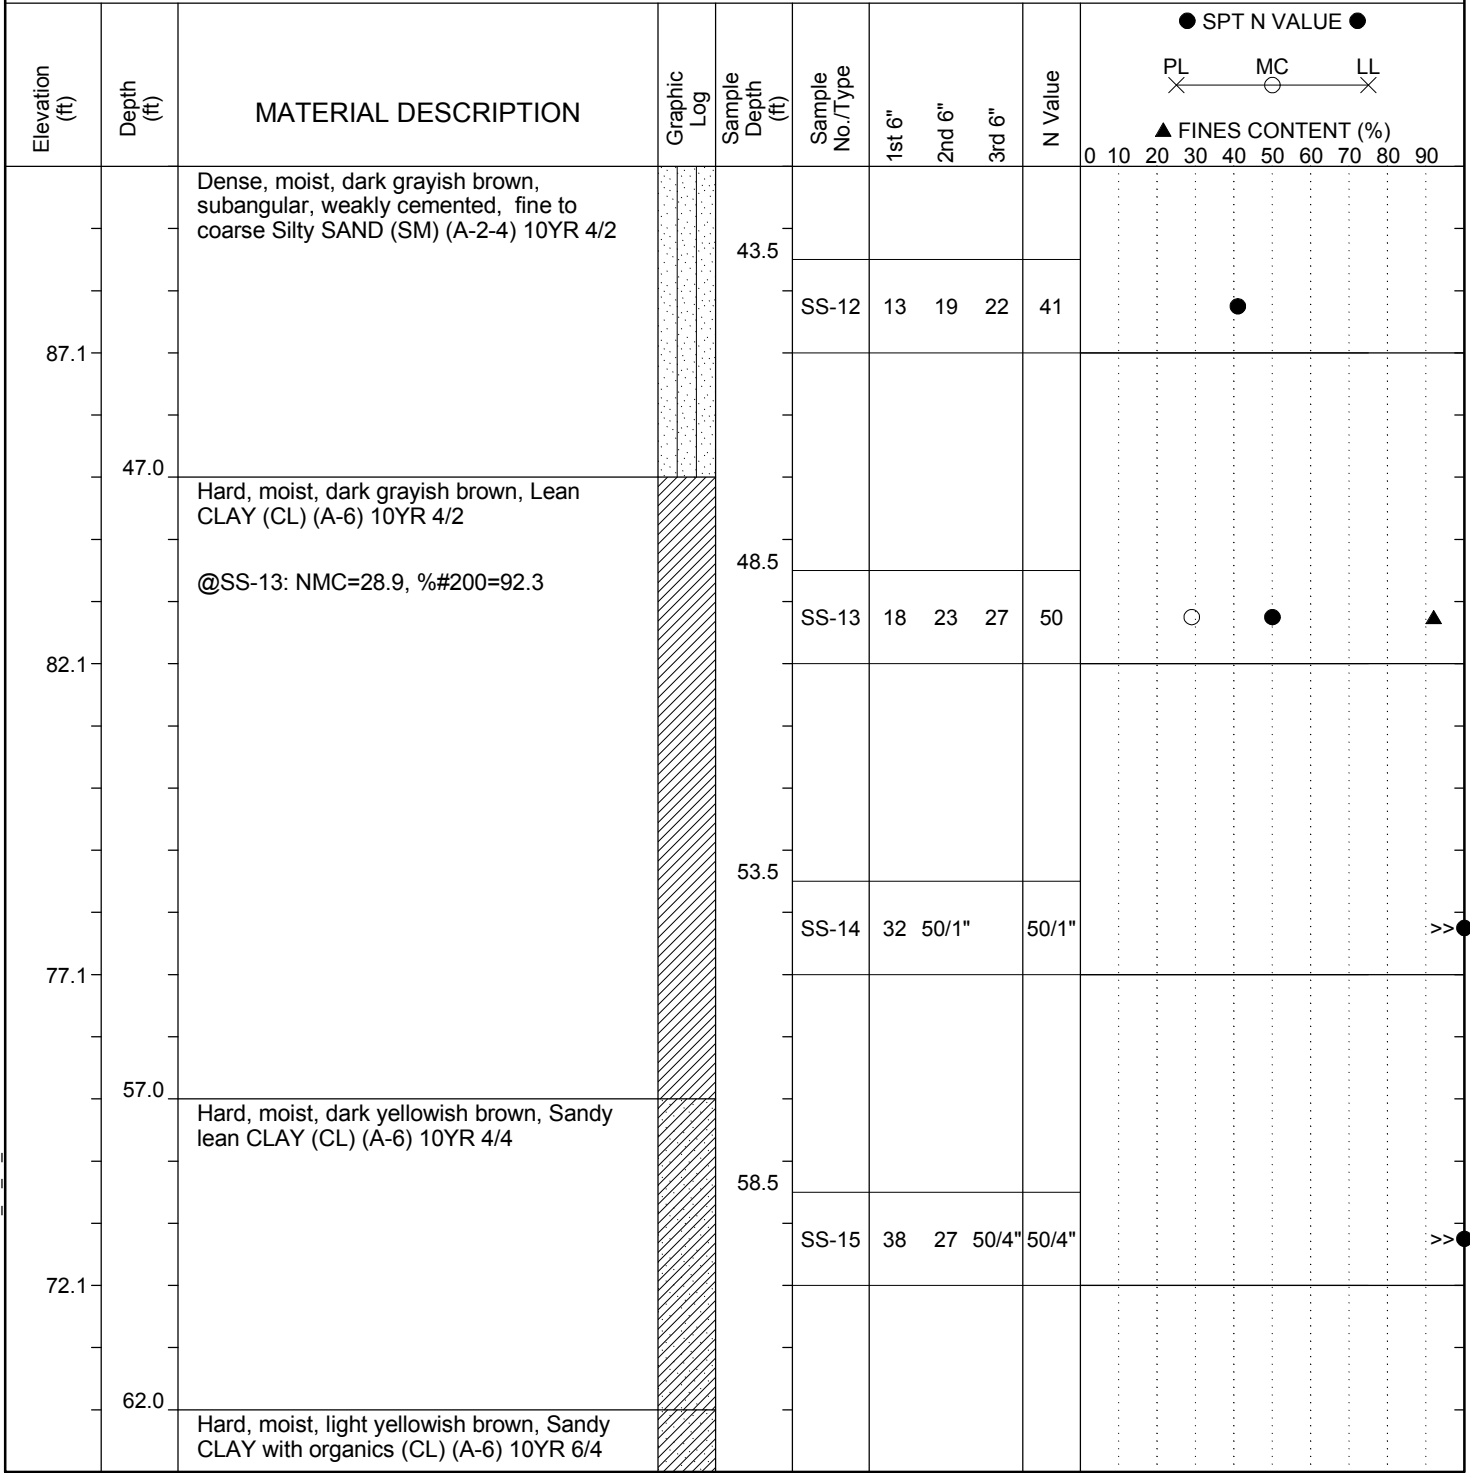 Elevation
(ft)
Depth
(ft)
MATERIAL DESCRIPTION
Graphic
Log
Sample
Depth
(ft)
Sample
No./Type
1st 6"
2nd 6"
3rd 6"
N Value
● SPT N VALUE ●
PL MC LL
▲ FINES CONTENT (%)
0 10 20 30 40 50 60 70 80 90
Dense, moist, dark grayish brown,
subangular, weakly cemented, fine to
coarse Silty SAND (SM) (A-2-4) 10YR 4/2
43.5
SS-12 13 19 22 41
87.1
47.0
Hard, moist, dark grayish brown, Lean
CLAY (CL) (A-6) 10YR 4/2
48.5
@SS-13: NMC=28.9, %#200=92.3
SS-13 18 23 27 50
82.1
53.5
SS-14 32 50/1" 50/1" >>
77.1
57.0
Hard, moist, dark yellowish brown, Sandy
lean CLAY (CL) (A-6) 10YR 4/4
58.5
SS-15 38 27 50/4" 50/4" >>
72.1
62.0
Hard, moist, light yellowish brown, Sandy
CLAY with organics (CL) (A-6) 10YR 6/4